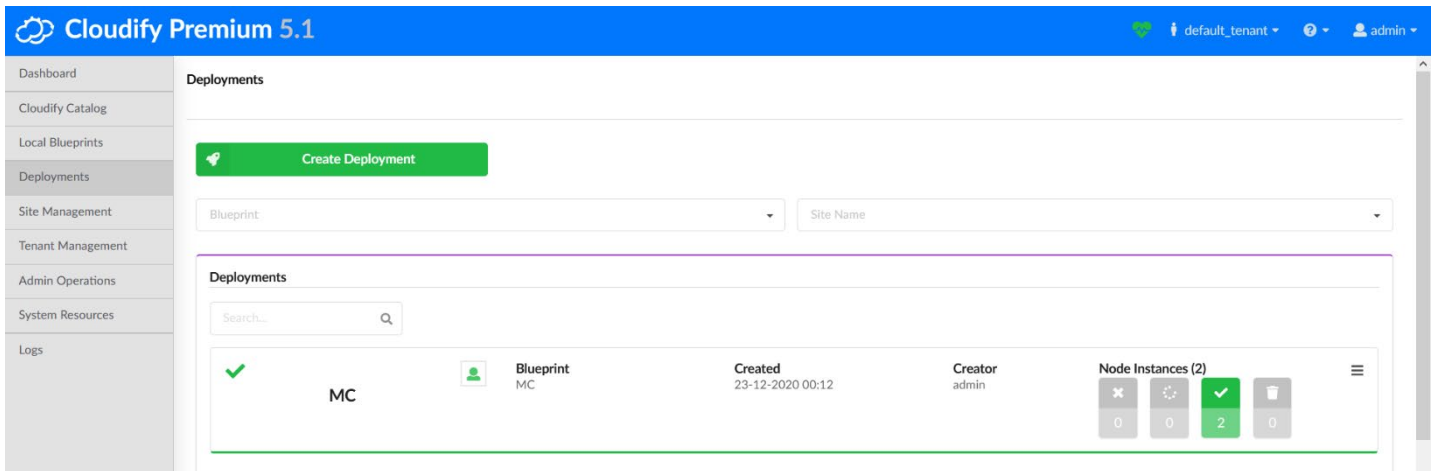 Cloudify Premium 5.1
default_tenant
admin
Dashboard
Cloudify Catalog
Local Blueprints
Deployments
Site Management
Tenant Management
Admin Operations
System Resources
Logs
Deployments
Create Deployment
Blueprint
Site Name
Deployments
Search...
MC
Blueprint
MC
Created
23-12-2020 00:12
Creator
admin
Node Instances (2)
0 0 2 0